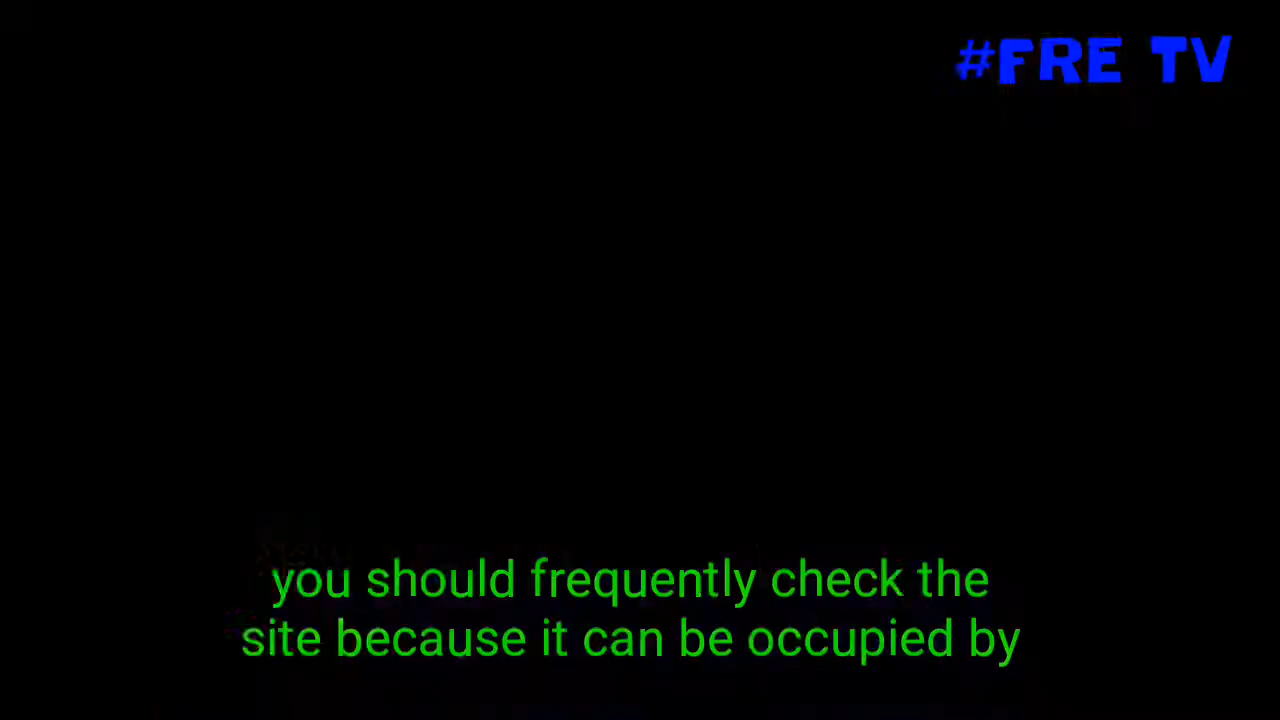 #FRE TV
you should frequently check the
site because it can be occupied by